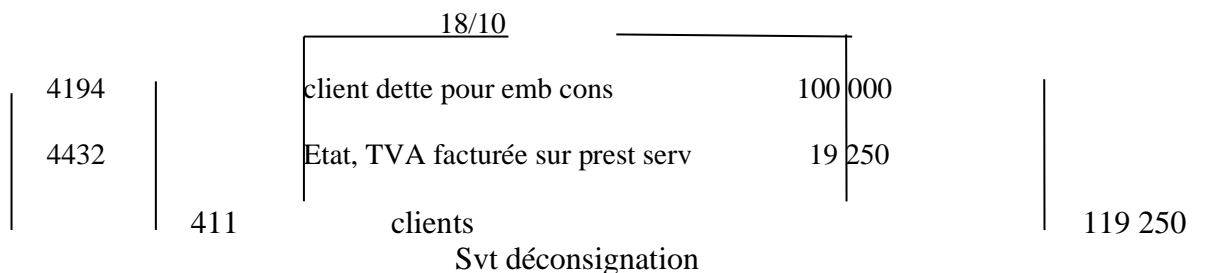 18/10
4194 client dette pour emb cons 100 000
4432 Etat, TVA facturée sur prest serv 19 250
411 clients 119 250
Svt déconsignation